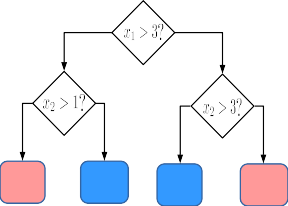 x₁ > 3?
x₂ > 1?
x₂ > 3?